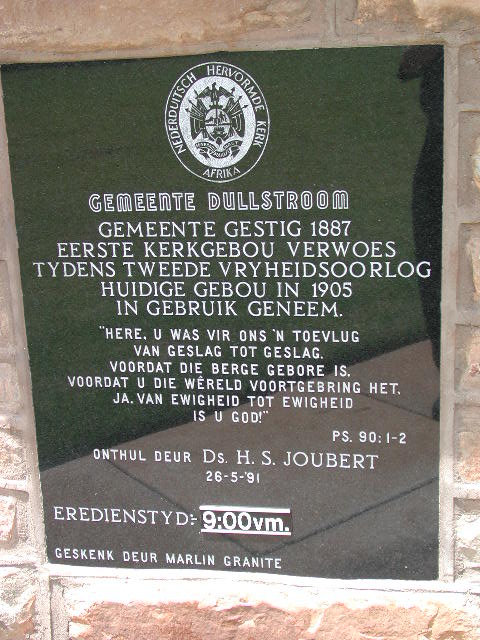 NEDERDUITSCH HERVORMDE KERK
AFRIKA
GEMEENTE DULLSTROOM
GEMEENTE GESTIG 1887
EERSTE KERKGEBOU VERWOES
TYDENS TWEEDE VRYHEIDSOORLOG
HUIDIGE GEBOU IN 1905
IN GEBRUIK GENEEM.
"HERE, U WAS VIR ONS 'N TOEVLUG
VAN GESLAG TOT GESLAG.
VOORDAT DIE BERGE GEBORE IS,
VOORDAT U DIE WÊRELD VOORTGEBRING HET,
JA, VAN EWIGHEID TOT EWIGHEID
IS U GOD!"
PS. 90:1-2
ONTHUL DEUR Ds. H. S. JOUBERT
26-5-'91
EREDIENSTYD:- 9:00vm.
GESKENK DEUR MARLIN GRANITE